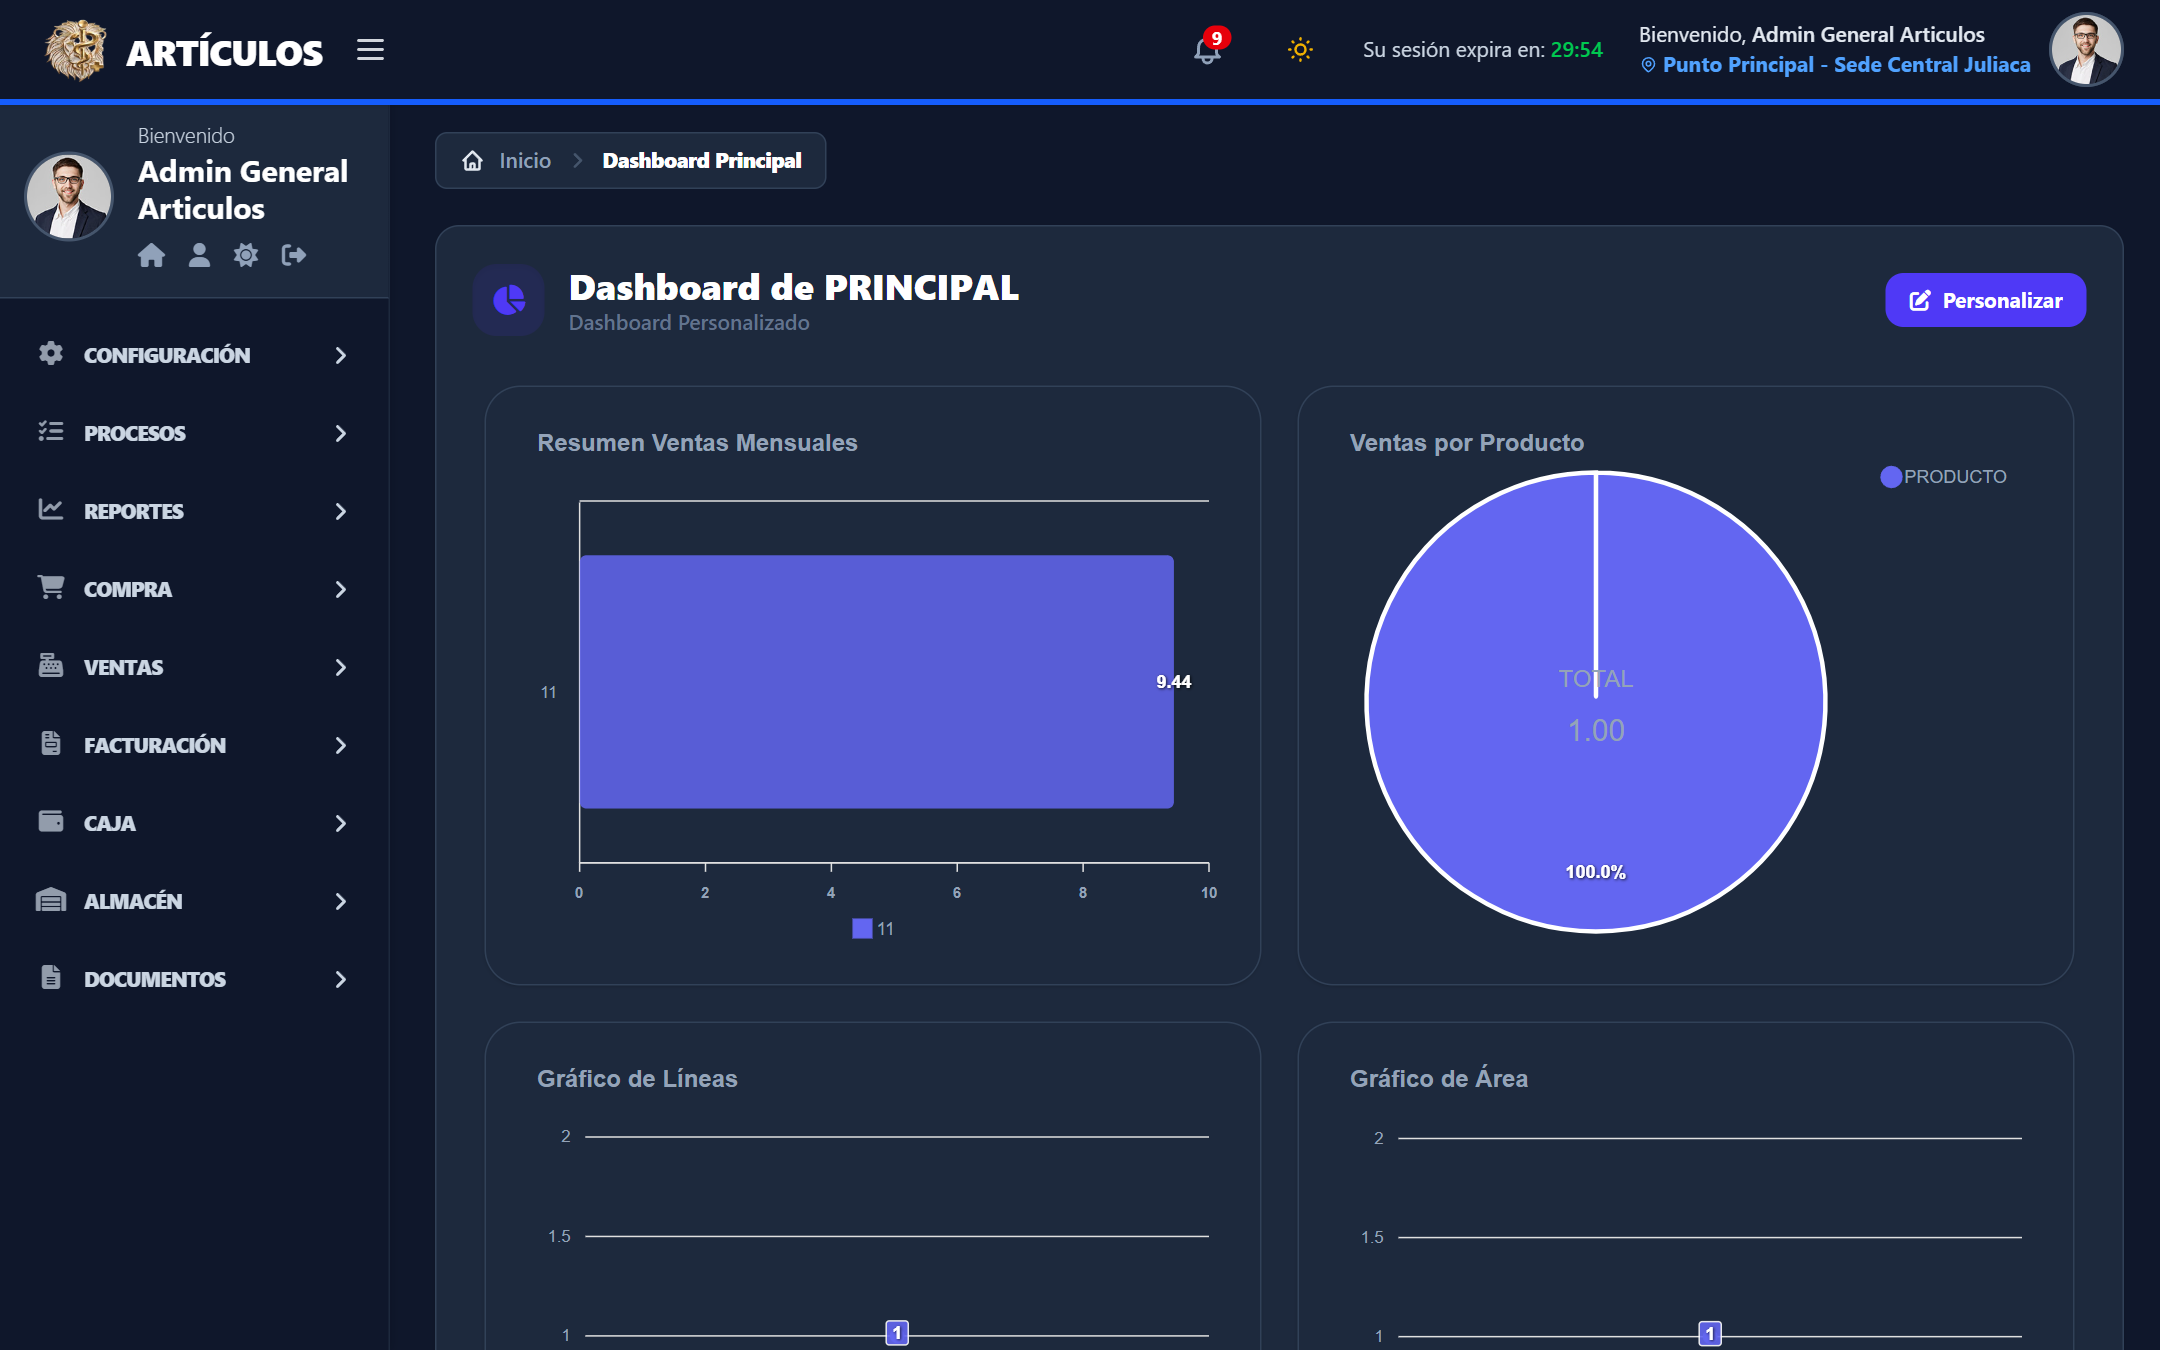 ARTÍCULOS
9
Su sesión expira en: 29:54
Bienvenido, Admin General Articulos
Punto Principal - Sede Central Juliaca
Bienvenido
Admin General
Articulos
CONFIGURACIÓN
PROCESOS
REPORTES
COMPRA
VENTAS
FACTURACIÓN
CAJA
ALMACÉN
DOCUMENTOS
Inicio
Dashboard Principal
Dashboard de PRINCIPAL
Dashboard Personalizado
Personalizar
Resumen Ventas Mensuales
11
9.44
0 2 4 6 8 10
11
Ventas por Producto
PRODUCTO
TOTAL
1.00
100.0%
Gráfico de Líneas
2
1.5
1
1
Gráfico de Área
2
1.5
1
1